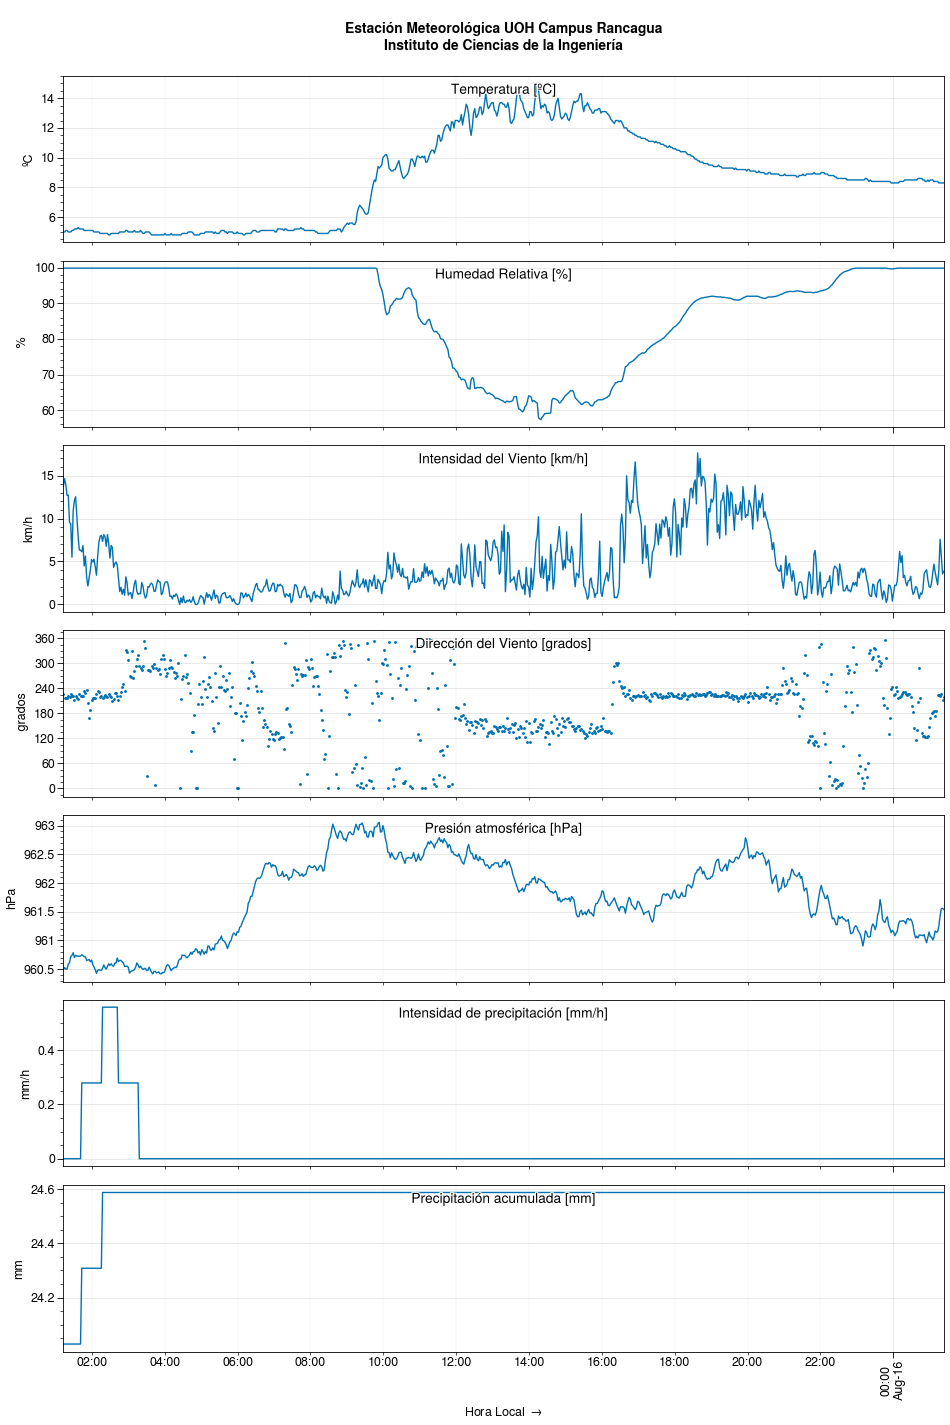 Estación Meteorológica UOH Campus Rancagua
Instituto de Ciencias de la Ingeniería
Temperatura [ºC]
ºC
14
12
10
8
6
Humedad Relativa [%]
%
100
90
80
70
60
Intensidad del Viento [km/h]
km/h
15
10
5
0
Dirección del Viento [grados]
grados
360
300
240
180
120
60
0
Presión atmosférica [hPa]
hPa
963
962.5
962
961.5
961
960.5
Intensidad de precipitación [mm/h]
mm/h
0.4
0.2
0
Precipitación acumulada [mm]
mm
24.6
24.4
24.2
02:00 04:00 06:00 08:00 10:00 12:00 14:00 16:00 18:00 20:00 22:00 00:00
Aug-16
Hora Local →